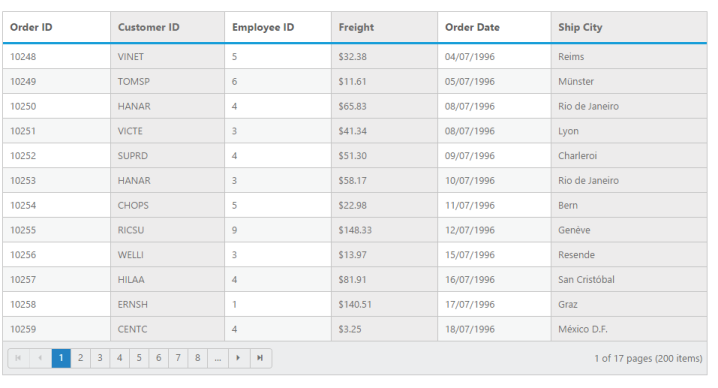 Order ID Customer ID Employee ID Freight Order Date Ship City
10248 VINET 5 $32.38 04/07/1996 Reims
10249 TOMSP 6 $11.61 05/07/1996 Münster
10250 HANAR 4 $65.83 08/07/1996 Rio de Janeiro
10251 VICTE 3 $41.34 08/07/1996 Lyon
10252 SUPRD 4 $51.30 09/07/1996 Charleroi
10253 HANAR 3 $58.17 10/07/1996 Rio de Janeiro
10254 CHOPS 5 $22.98 11/07/1996 Bern
10255 RICSU 9 $148.33 12/07/1996 Genéve
10256 WELLI 3 $13.97 15/07/1996 Resende
10257 HILAA 4 $81.91 16/07/1996 San Cristóbal
10258 ERNSH 1 $140.51 17/07/1996 Graz
10259 CENTC 4 $3.25 18/07/1996 México D.F.
1 2 3 4 5 6 7 8 ... 1 of 17 pages (200 items)